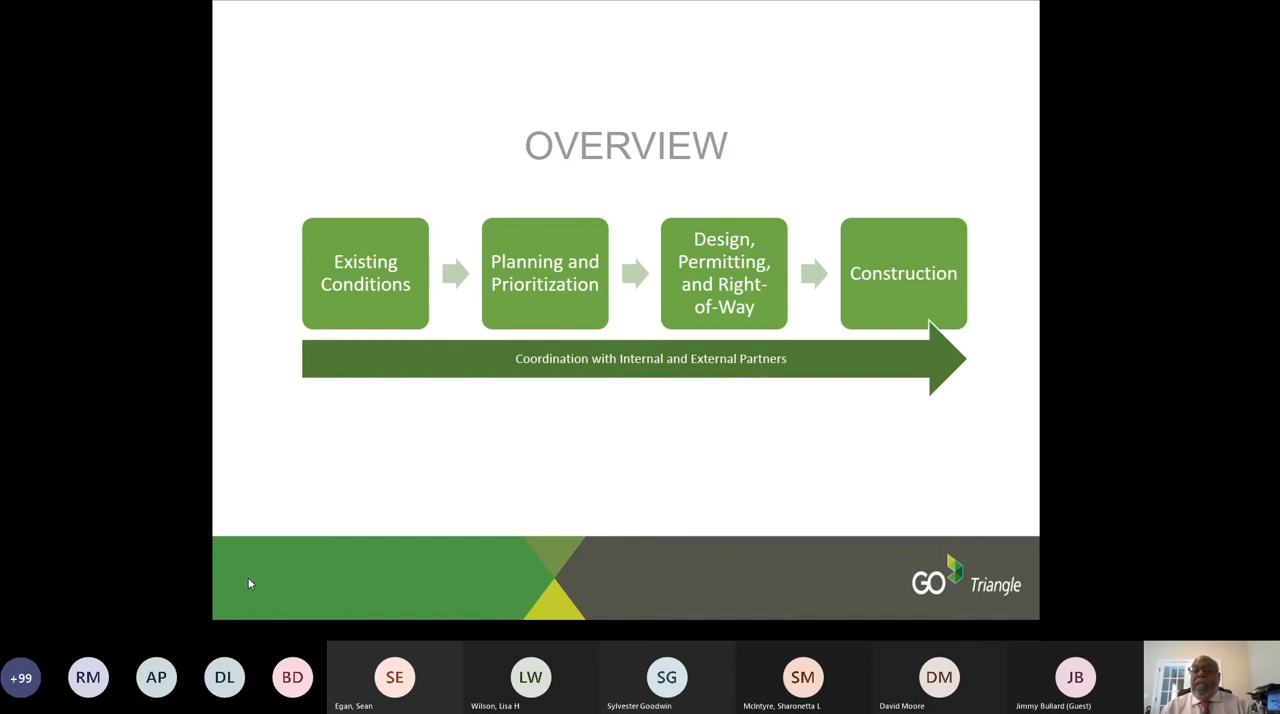 OVERVIEW
Existing
Conditions
Planning and
Prioritization
Design,
Permitting,
and Right-
of-Way
Construction
Coordination with Internal and External Partners
GO Triangle
+99
RM
AP
DL
BD
SE
LW
SG
SM
DM
JB
Egan, Sean
Wilson, Lisa H
Sylvester Goodwin
McIntyre, Sharonetta L
David Moore
Jimmy Bullard (Guest)